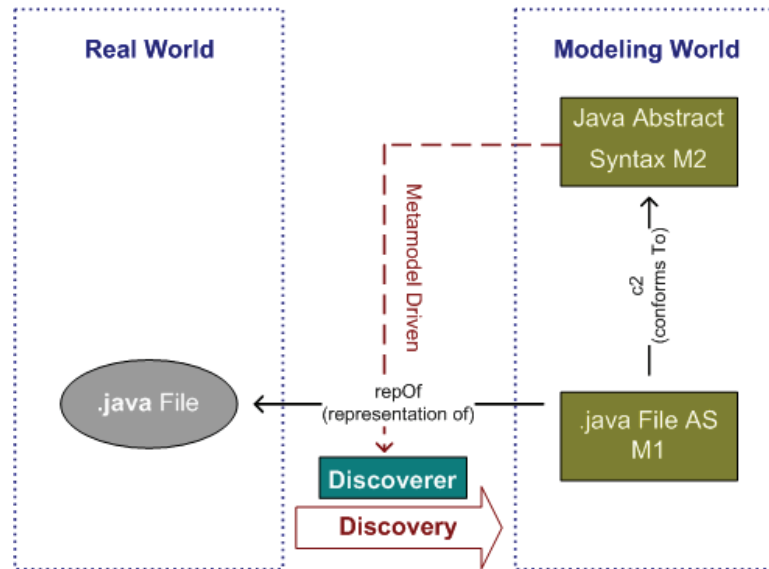 Real World
Modeling World
Java Abstract
Syntax M2
Metamodel Driven
c2
(conforms To)
.java File
repOf
(representation of)
.java File AS
M1
Discoverer
Discovery